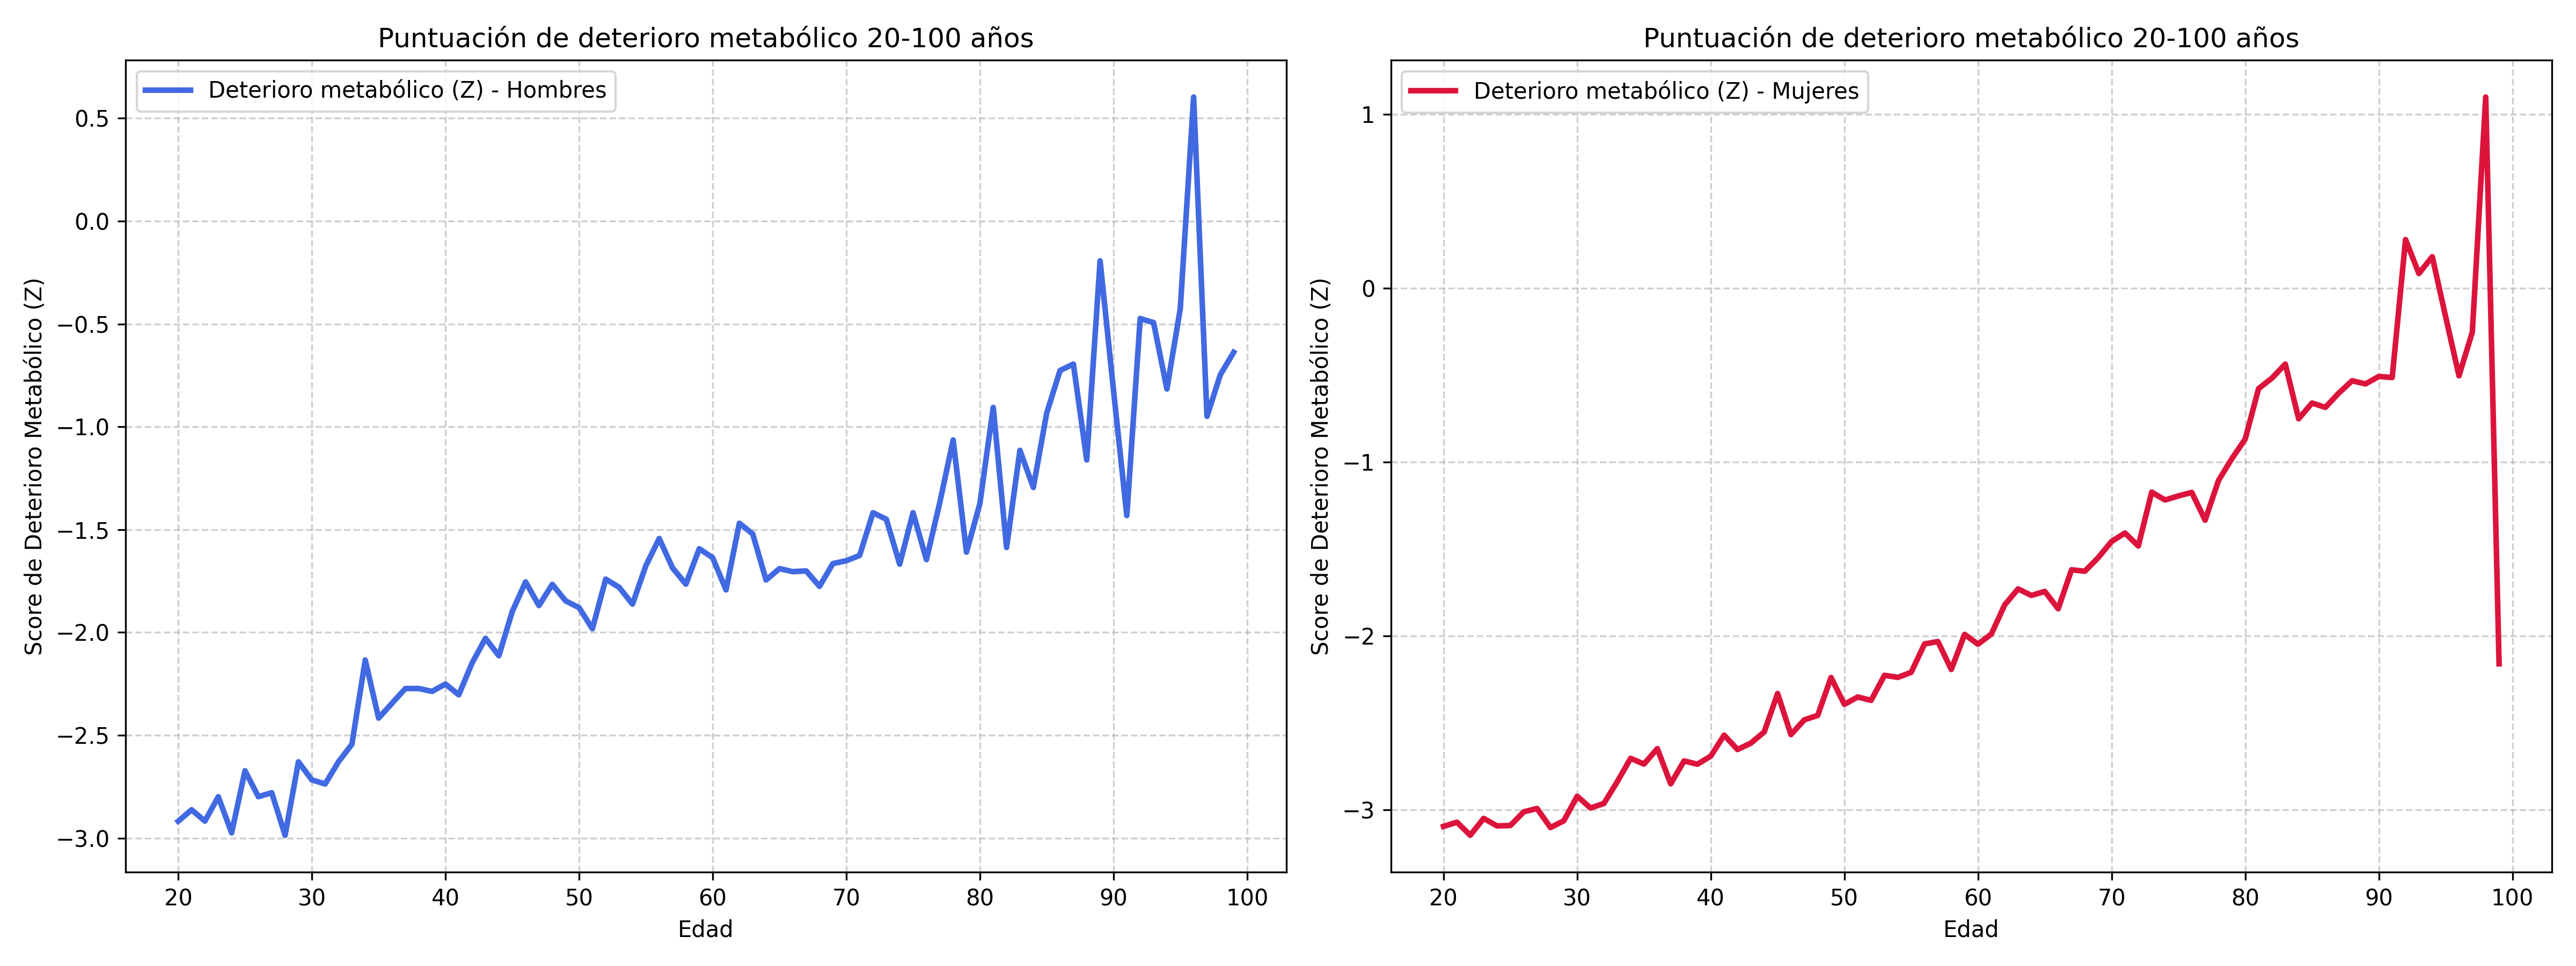 Puntuación de deterioro metabólico 20-100 años
Deterioro metabólico (Z) - Hombres
Score de Deterioro Metabólico (Z)
0.5
0.0
−0.5
−1.0
−1.5
−2.0
−2.5
−3.0
20 30 40 50 60 70 80 90 100
Edad
Puntuación de deterioro metabólico 20-100 años
Deterioro metabólico (Z) - Mujeres
Score de Deterioro Metabólico (Z)
1
0
−1
−2
−3
20 30 40 50 60 70 80 90 100
Edad